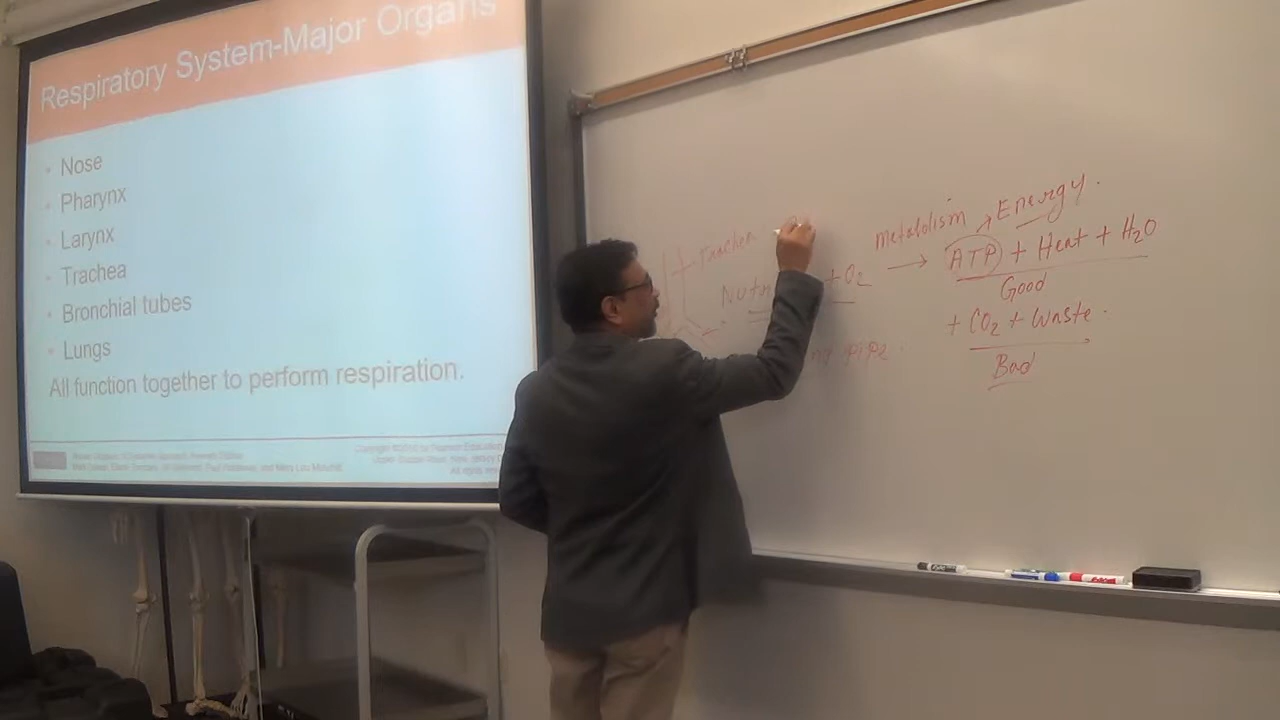 Respiratory System-Major Organs
• Nose
• Pharynx
• Larynx
• Trachea
• Bronchial tubes
• Lungs
All function together to perform respiration.
Trachea
+ O2
metabolism
→ ATP + Heat + H2O
→ Energy.
Good
+ CO2 + Waste.
Bad